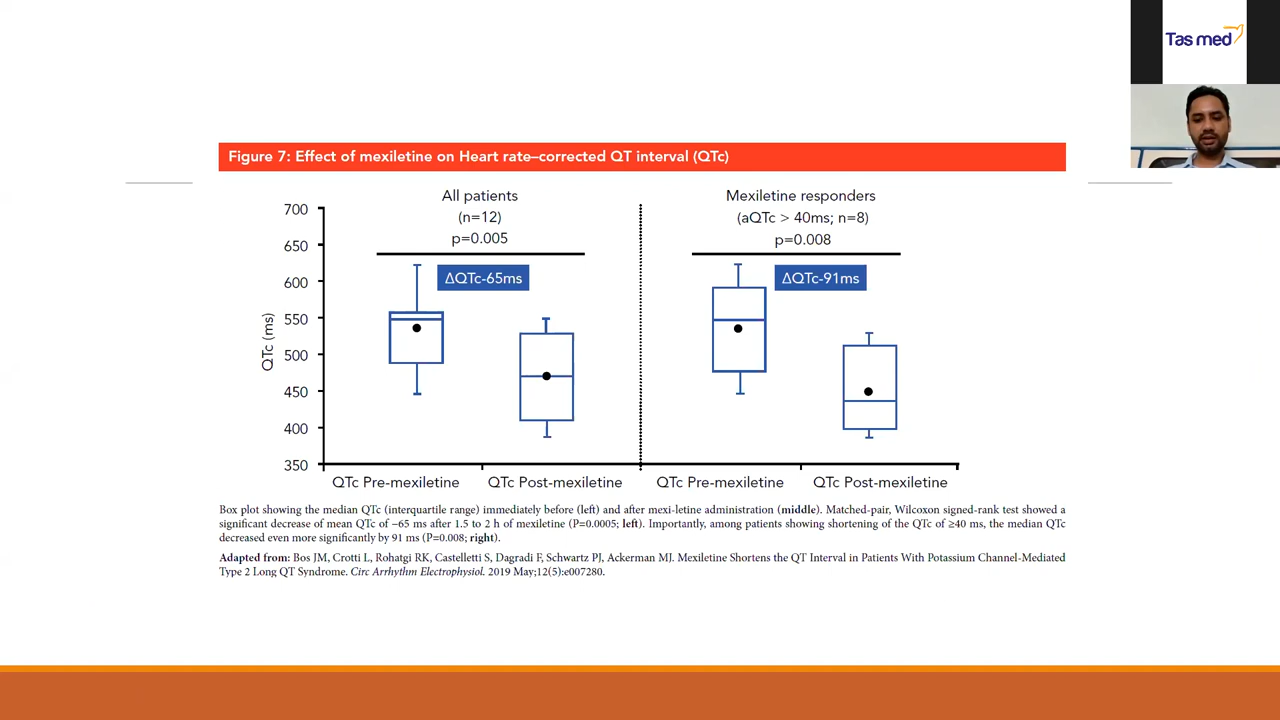 Tas med
Figure 7: Effect of mexiletine on Heart rate–corrected QT interval (QTc)
All patients
(n=12)
p=0.005
Mexiletine responders
(aQTc > 40ms; n=8)
p=0.008
ΔQTc-65ms
ΔQTc-91ms
QTc (ms)
700
650
600
550
500
450
400
350
QTc Pre-mexiletine
QTc Post-mexiletine
QTc Pre-mexiletine
QTc Post-mexiletine
Box plot showing the median QTc (interquartile range) immediately before (left) and after mexi-letine administration (middle). Matched-pair, Wilcoxon signed-rank test showed a
significant decrease of mean QTc of −65 ms after 1.5 to 2 h of mexiletine (P=0.0005; left). Importantly, among patients showing shortening of the QTc of ≥40 ms, the median QTc
decreased even more significantly by 91 ms (P=0.008; right).
Adapted from: Bos JM, Crotti L, Rohatgi RK, Castelletti S, Dagradi F, Schwartz PJ, Ackerman MJ. Mexiletine Shortens the QT Interval in Patients With Potassium Channel-Mediated
Type 2 Long QT Syndrome. Circ Arrhythm Electrophysiol. 2019 May;12(5):e007280.